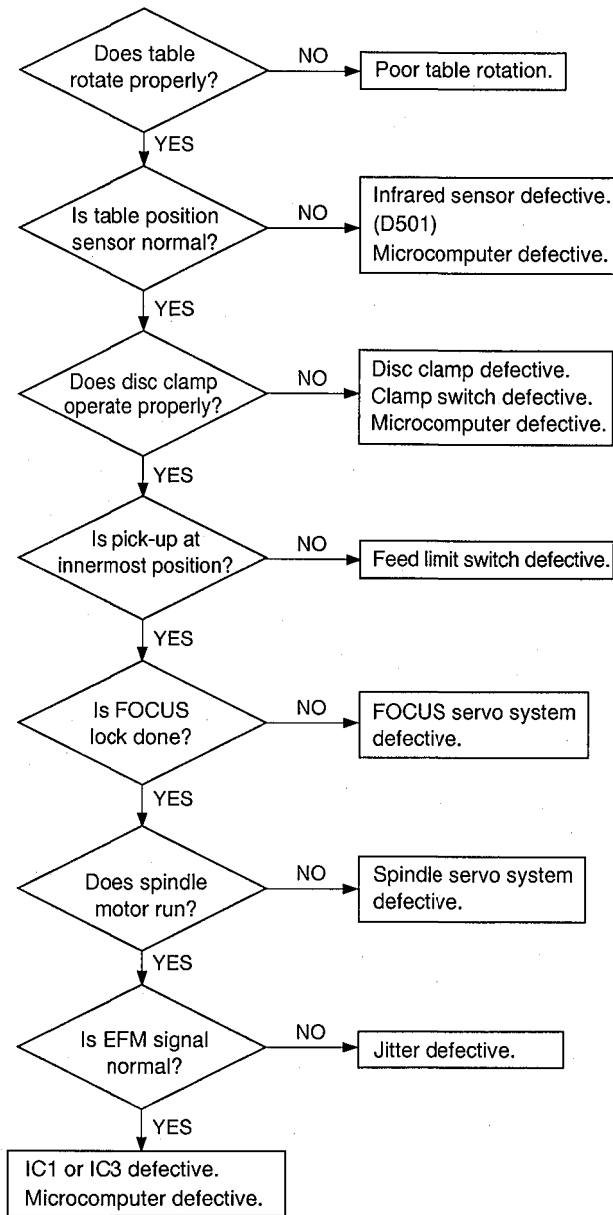 Does table
rotate properly?
NO
Poor table rotation.
YES
Is table position
sensor normal?
NO
Infrared sensor defective.
(D501)
Microcomputer defective.
YES
Does disc clamp
operate properly?
NO
Disc clamp defective.
Clamp switch defective.
Microcomputer defective.
YES
Is pick-up at
innermost position?
NO
Feed limit switch defective.
YES
Is FOCUS
lock done?
NO
FOCUS servo system
defective.
YES
Does spindle
motor run?
NO
Spindle servo system
defective.
YES
Is EFM signal
normal?
NO
Jitter defective.
YES
IC1 or IC3 defective.
Microcomputer defective.